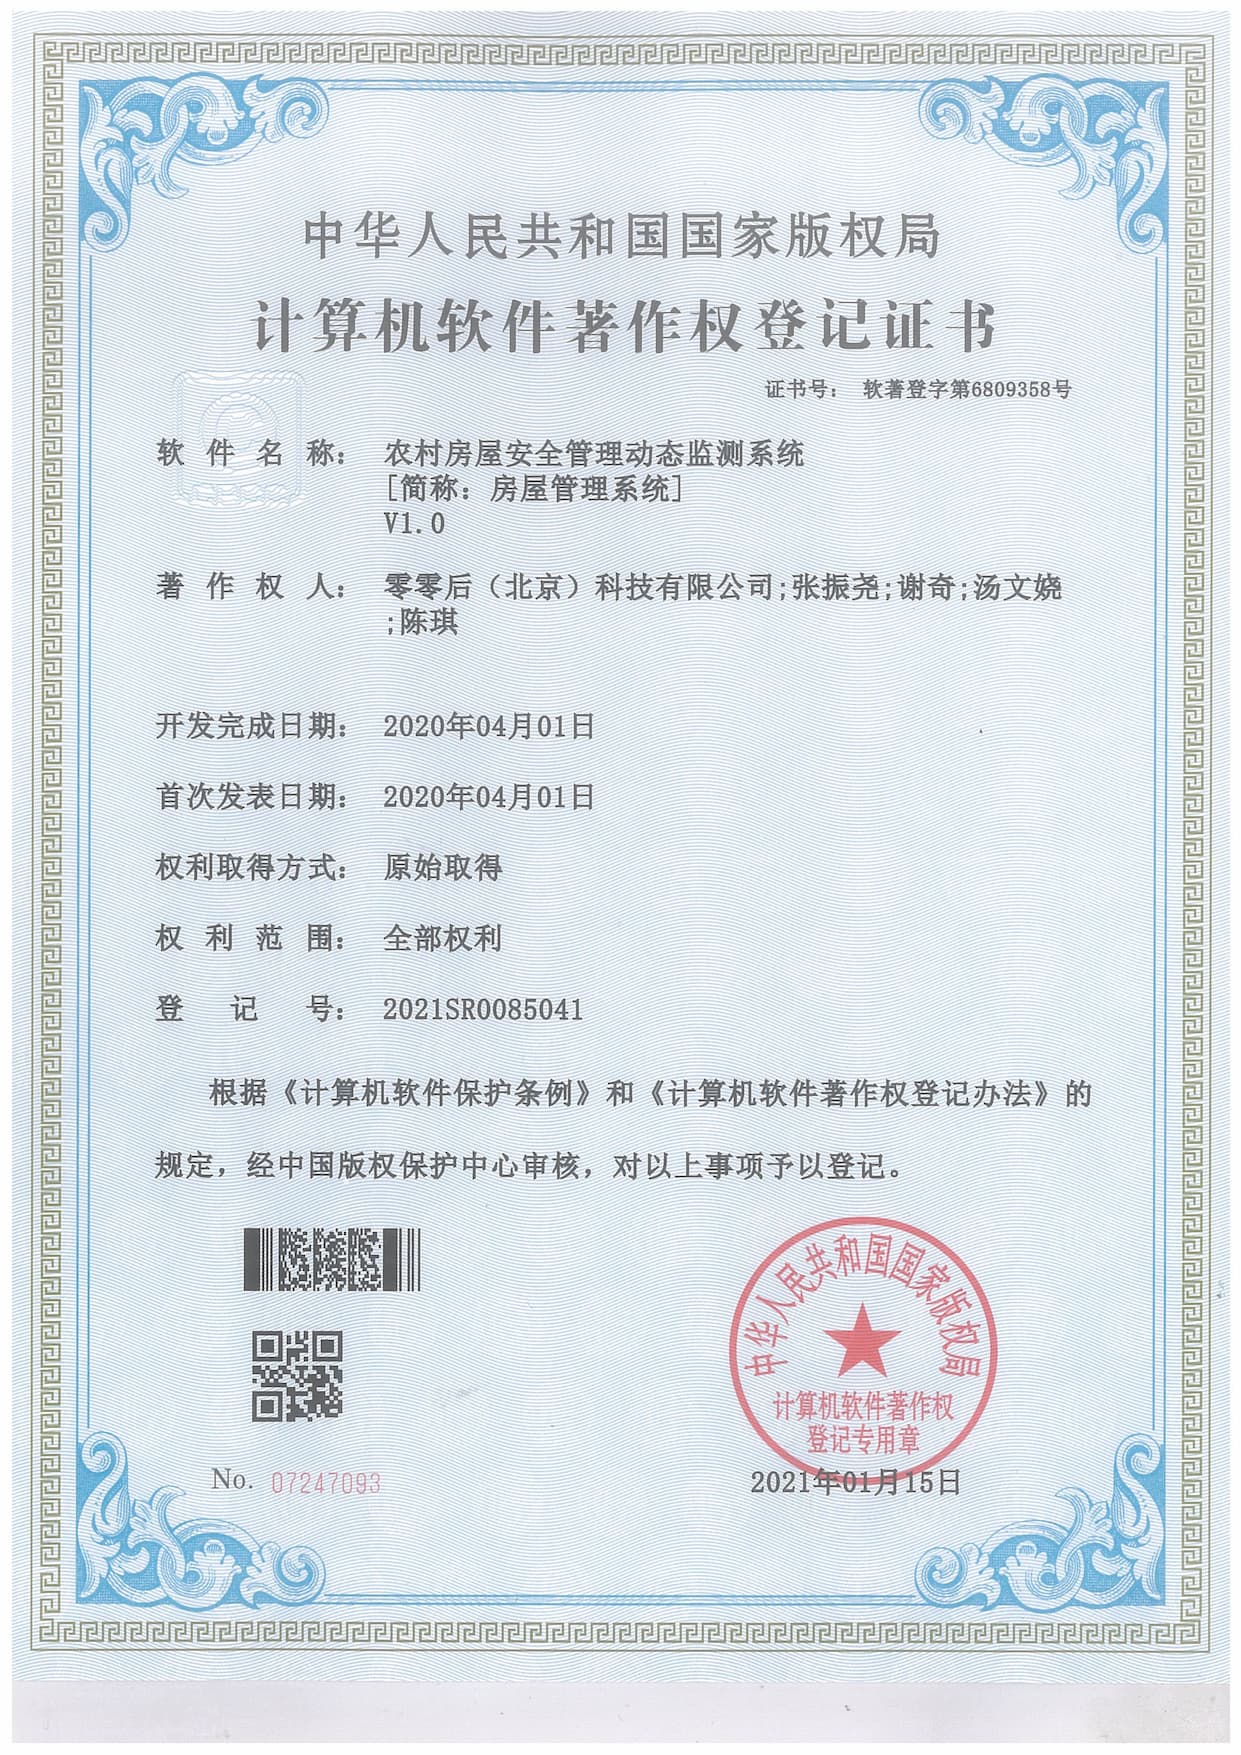 中华人民共和国国家版权局
计算机软件著作权登记证书
证书号： 软著登字第6809358号
软件名称： 农村房屋安全管理动态监测系统
[简称：房屋管理系统]
V1.0
著作权人： 零零后（北京）科技有限公司;张振尧;谢奇;汤文娆
;陈琪
开发完成日期： 2020年04月01日
首次发表日期： 2020年04月01日
权利取得方式： 原始取得
权利范围： 全部权利
登记号： 2021SR0085041
根据《计算机软件保护条例》和《计算机软件著作权登记办法》的
规定，经中国版权保护中心审核，对以上事项予以登记。
中华人民共和国国家版权局
计算机软件著作权
登记专用章
No. 07247093
2021年01月15日